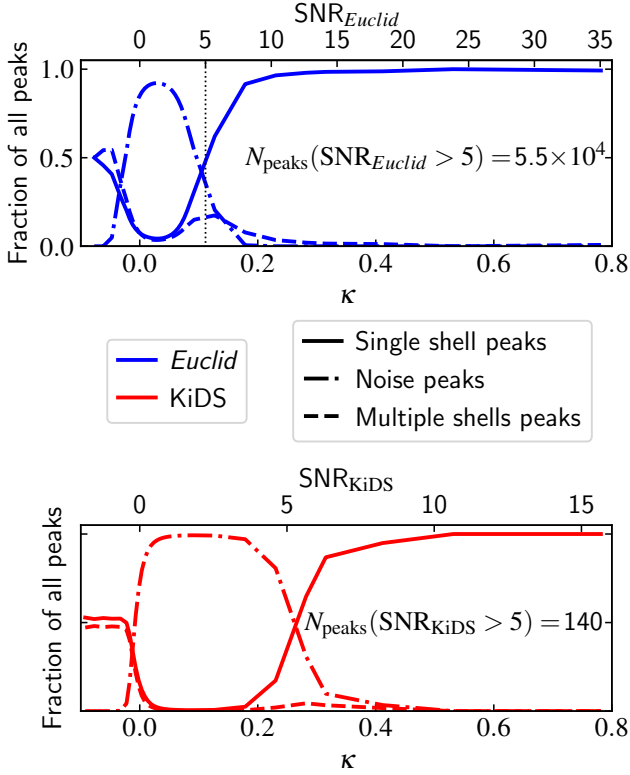 SNR_Euclid
0 5 10 15 20 25 30 35
Fraction of all peaks
1.0
0.5
0.0
N_peaks(SNR_Euclid > 5) = 5.5×10^4
0.0 0.2 0.4 0.6 0.8
κ
Euclid
KiDS
Single shell peaks
Noise peaks
Multiple shells peaks
SNR_KiDS
0 5 10 15
Fraction of all peaks
N_peaks(SNR_KiDS > 5) = 140
0.0 0.2 0.4 0.6 0.8
κ